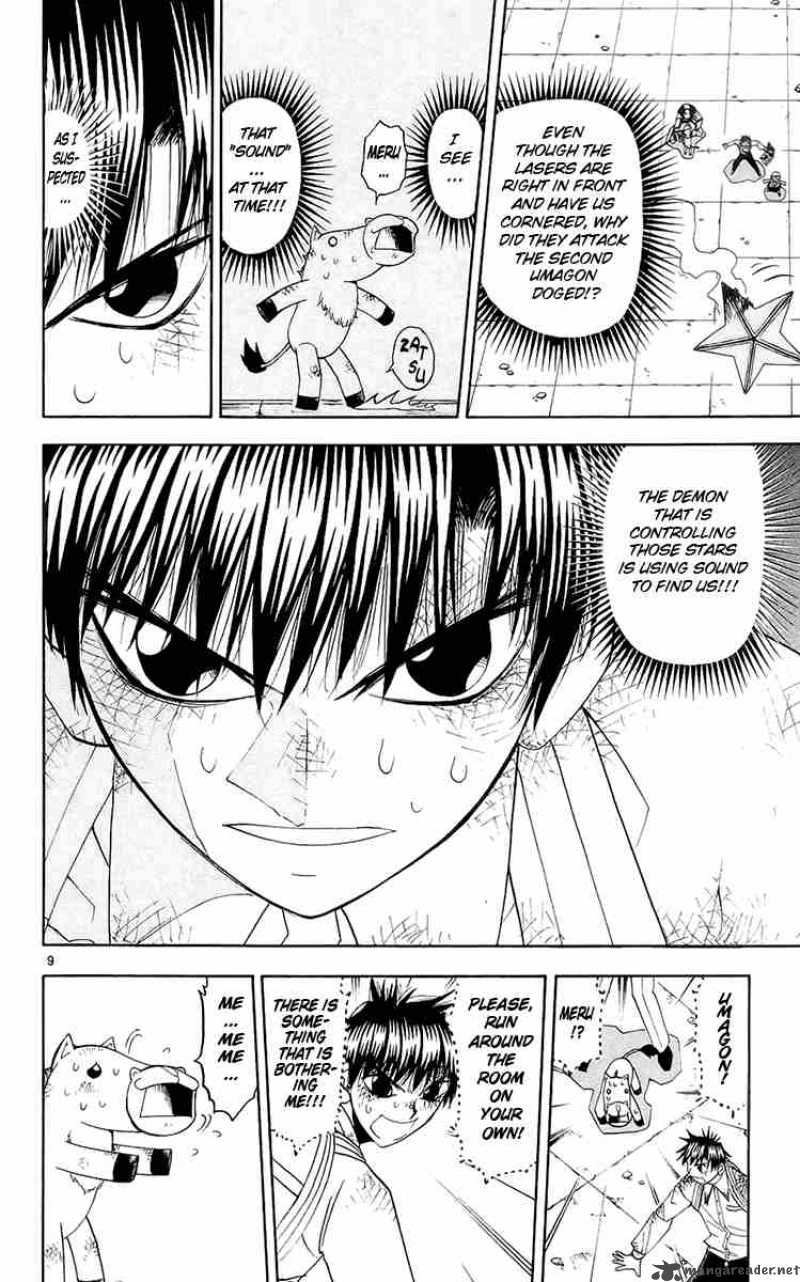 EVEN
THOUGH THE
LASERS ARE
RIGHT IN FRONT
AND HAVE US
CORNERED, WHY
DID THEY ATTACK
THE SECOND
UMAGON
DOGED!?
I
SEE
...
MERU
...
THAT
"SOUND"
...
AT THAT
TIME!!!
ZAT
SU
AS I
SUS-
PECTED
...
THE DEMON
THAT IS
CONTROLLING
THOSE STARS
IS USING SOUND
TO FIND US!!!
9
UMAGON!
MERU
!?
PLEASE,
RUN
AROUND
THE
ROOM
ON
YOUR
OWN!
THERE IS
SOME-
THING
THAT IS
BOTHER-
ING
ME!!!
ME
...
ME
ME
...
mangareader.net